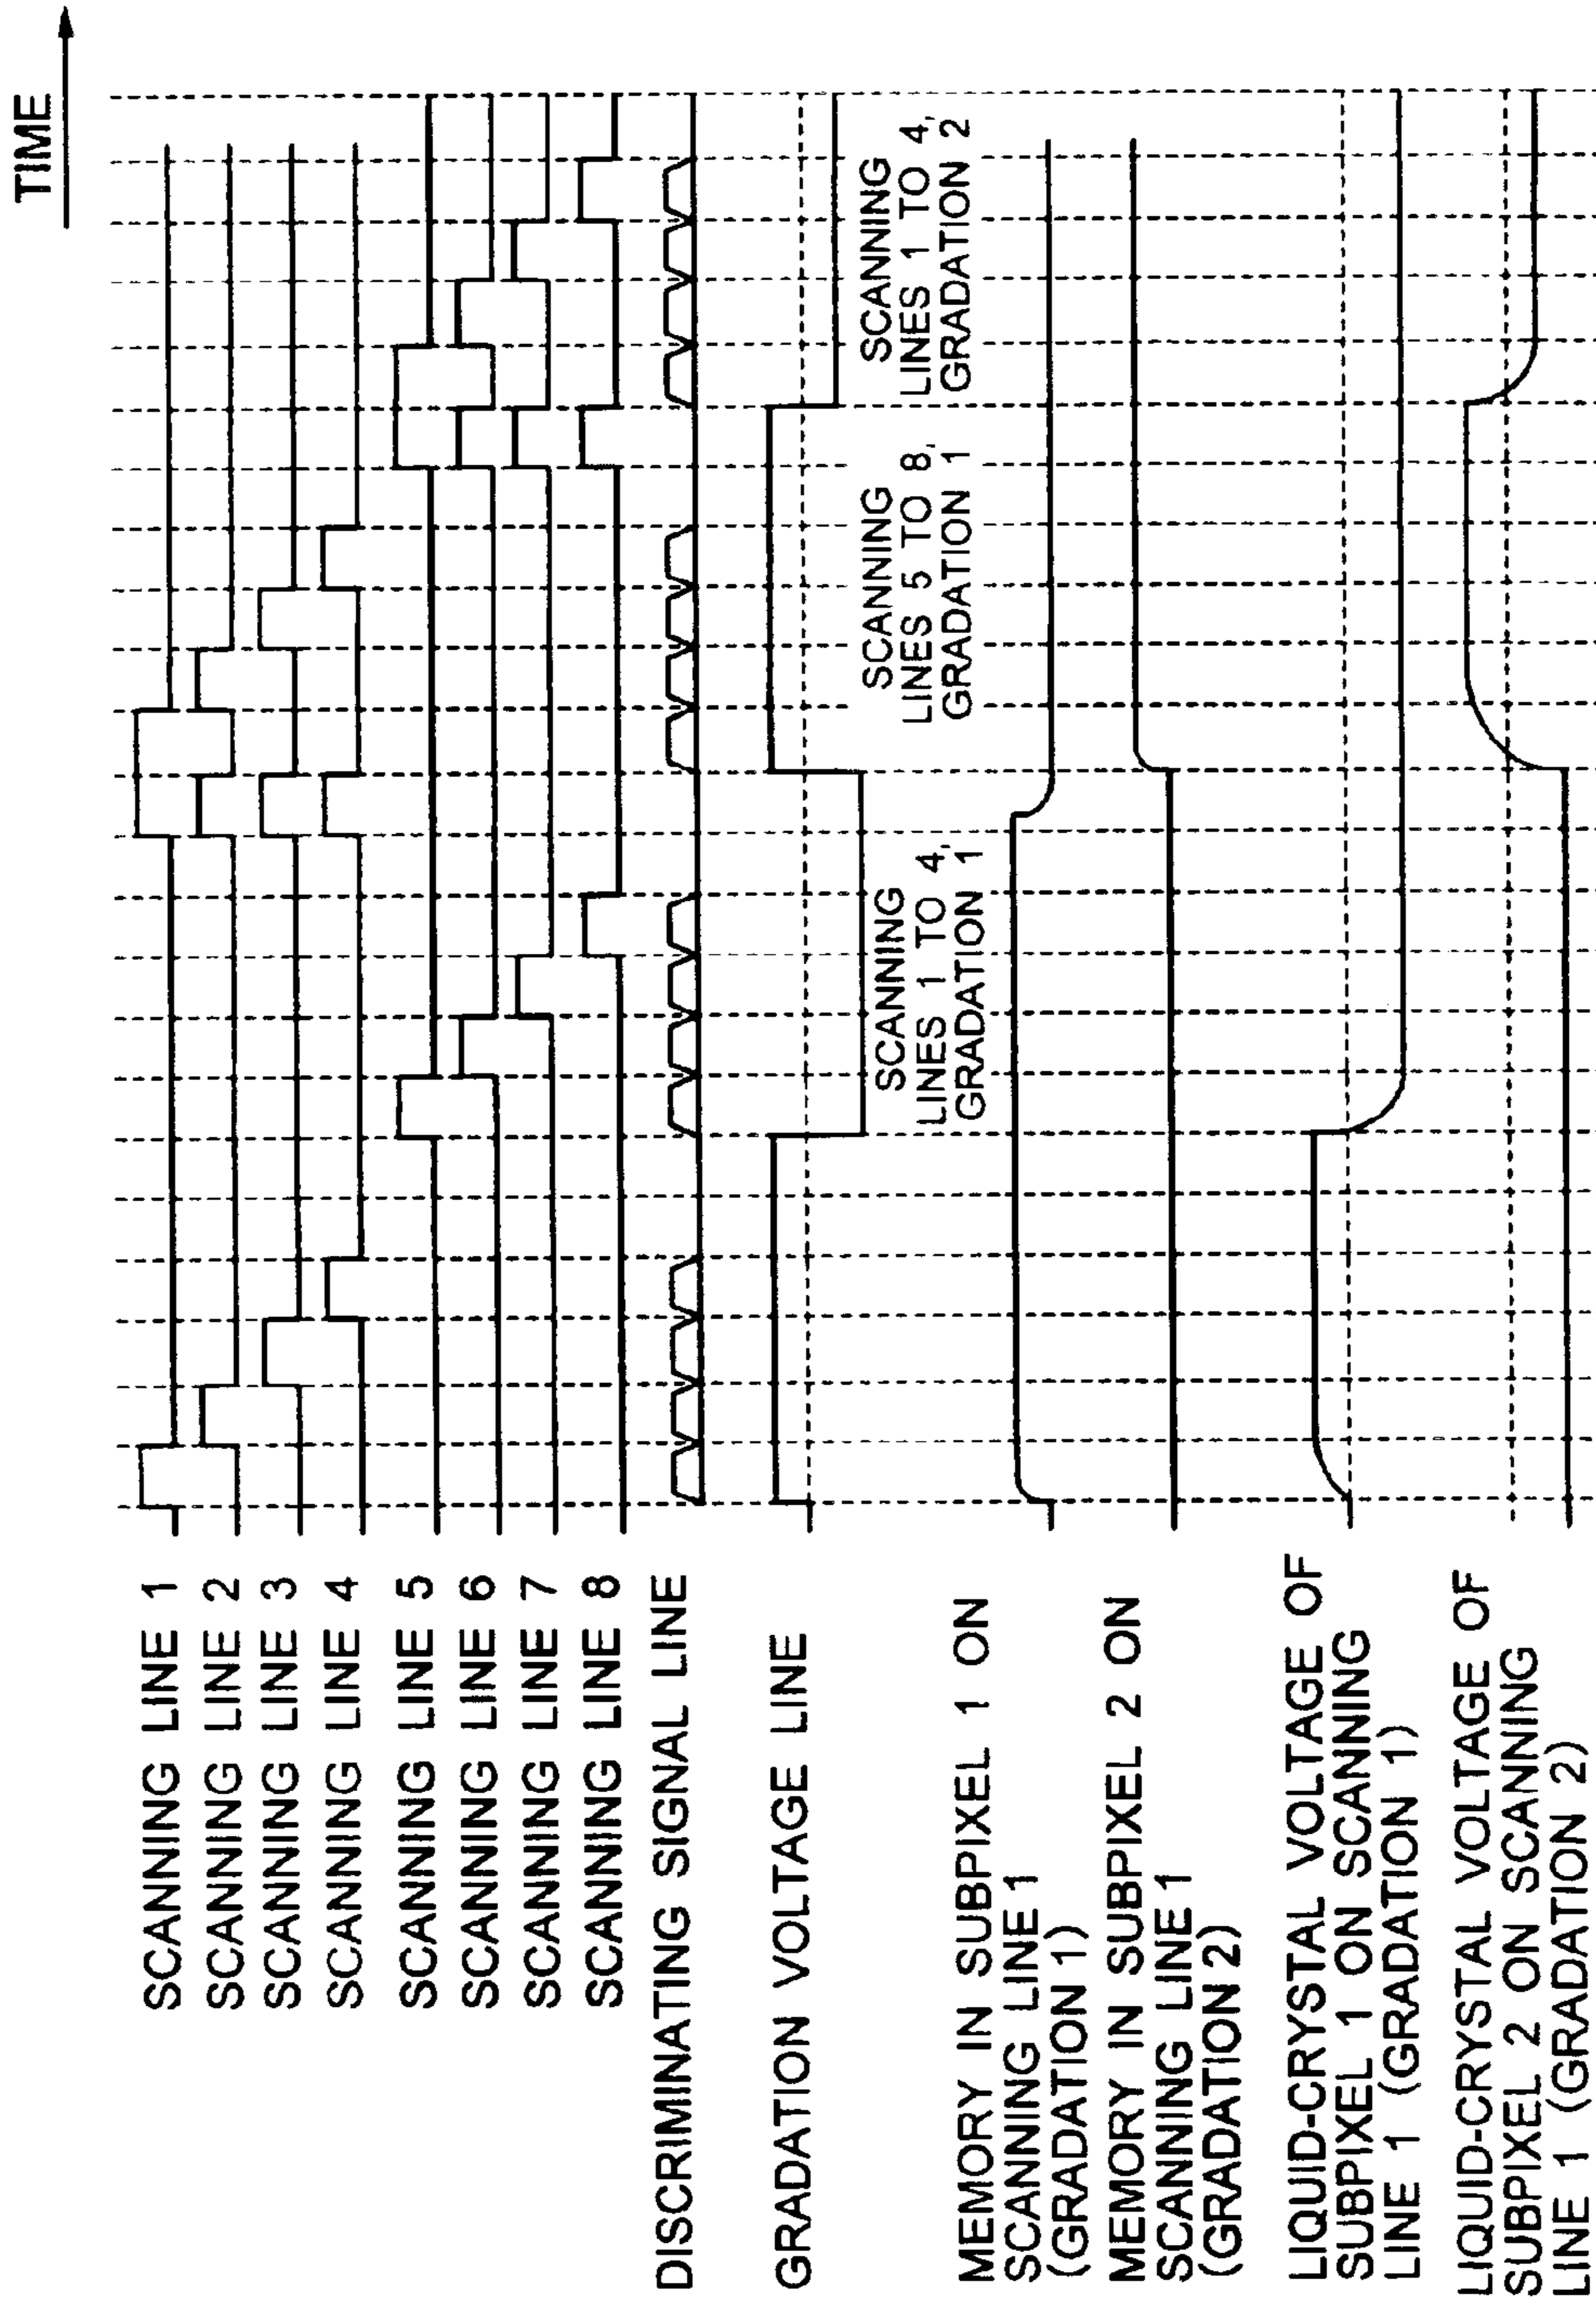 TIME
SCANNING LINE 1
SCANNING LINE 2
SCANNING LINE 3
SCANNING LINE 4
SCANNING LINE 5
SCANNING LINE 6
SCANNING LINE 7
SCANNING LINE 8
DISCRIMINATING SIGNAL LINE
GRADATION VOLTAGE LINE
SCANNING
LINES 1 TO 4,
GRADATION 1
SCANNING
LINES 5 TO 8,
GRADATION 1
SCANNING
LINES 1 TO 4,
GRADATION 2
MEMORY IN SUBPIXEL 1 ON
SCANNING LINE 1
(GRADATION 1)
MEMORY IN SUBPIXEL 2 ON
SCANNING LINE 1
(GRADATION 2)
LIQUID-CRYSTAL VOLTAGE OF
SUBPIXEL 1 ON SCANNING
LINE 1 (GRADATION 1)
LIQUID-CRYSTAL VOLTAGE OF
SUBPIXEL 2 ON SCANNING
LINE 1 (GRADATION 2)